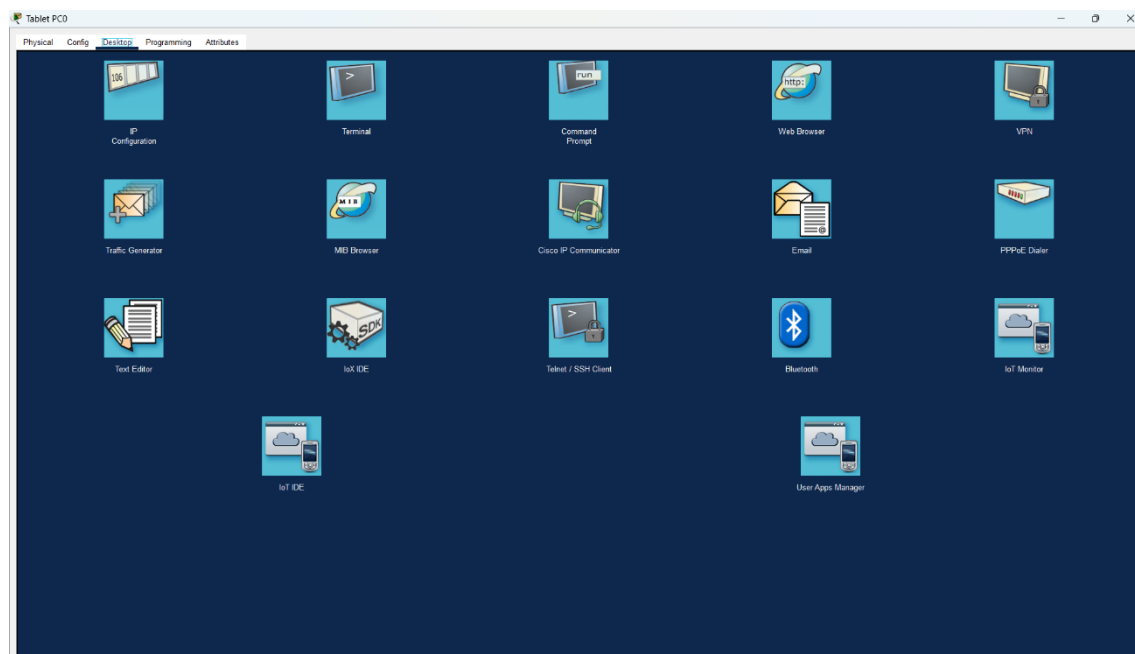 Tablet PC0
Physical Config Desktop Programming Attributes
106
>
run
http:
IP
Configuration
Terminal
Command
Prompt
Web Browser
VPN
MIB
Traffic Generator
MIB Browser
Cisco IP Communicator
Email
PPPoE Dialer
SDK
>
Text Editor
IoX IDE
Telnet / SSH Client
Bluetooth
IoT Monitor
IoT IDE
User Apps Manager